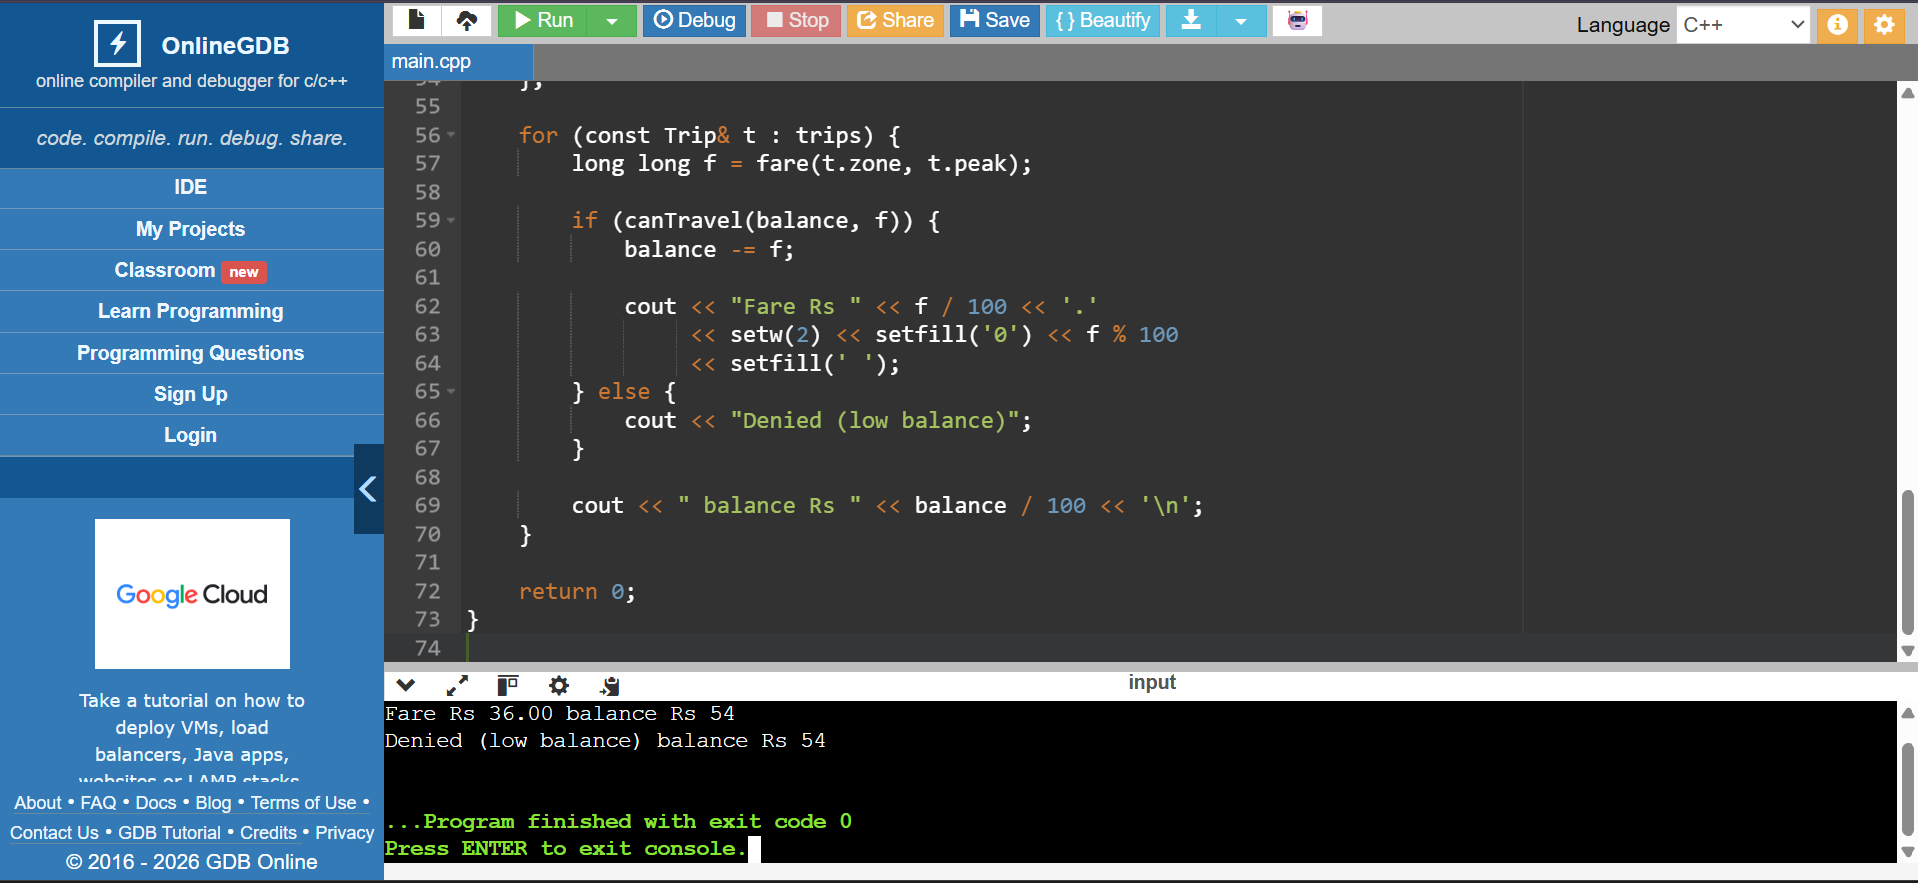 OnlineGDB
online compiler and debugger for c/c++
code. compile. run. debug. share.
IDE
My Projects
Classroom new
Learn Programming
Programming Questions
Sign Up
Login
Google Cloud
Take a tutorial on how to
deploy VMs, load
balancers, Java apps,
websites or LAMP stacks
About • FAQ • Docs • Blog • Terms of Use •
Contact Us • GDB Tutorial • Credits • Privacy
© 2016 - 2026 GDB Online
Run Debug Stop Share Save { } Beautify Language C++
main.cpp
54 };
55
56 for (const Trip& t : trips) {
57 long long f = fare(t.zone, t.peak);
58
59 if (canTravel(balance, f)) {
60 balance -= f;
61
62 cout << "Fare Rs " << f / 100 << '.'
63 << setw(2) << setfill('0') << f % 100
64 << setfill(' ');
65 } else {
66 cout << "Denied (low balance)";
67 }
68
69 cout << " balance Rs " << balance / 100 << '\n';
70 }
71
72 return 0;
73 }
74
input
Fare Rs 36.00 balance Rs 54
Denied (low balance) balance Rs 54
...Program finished with exit code 0
Press ENTER to exit console.